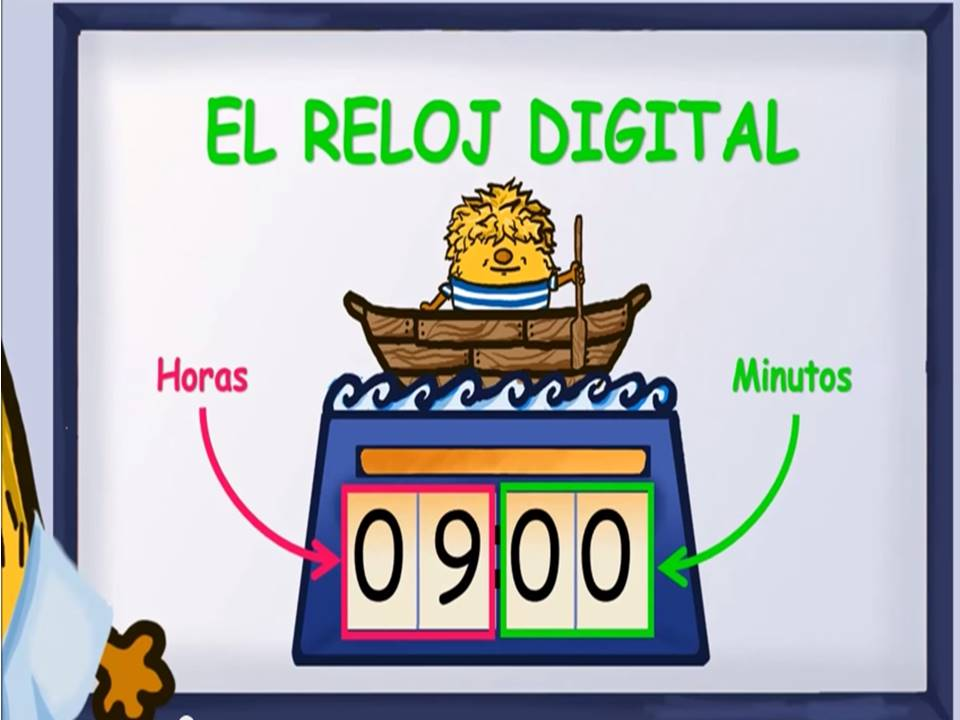 EL RELOJ DIGITAL
Horas
Minutos
09:00